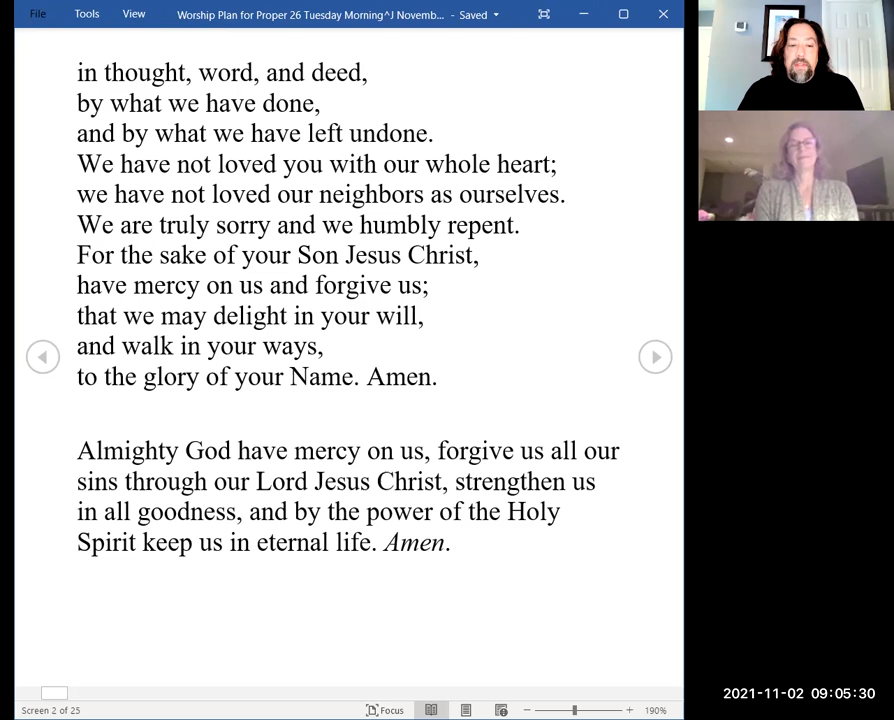 File Tools View Worship Plan for Proper 26 Tuesday Morning^J Novemb... - Saved
in thought, word, and deed,
by what we have done,
and by what we have left undone.
We have not loved you with our whole heart;
we have not loved our neighbors as ourselves.
We are truly sorry and we humbly repent.
For the sake of your Son Jesus Christ,
have mercy on us and forgive us;
that we may delight in your will,
and walk in your ways,
to the glory of your Name. Amen.
Almighty God have mercy on us, forgive us all our
sins through our Lord Jesus Christ, strengthen us
in all goodness, and by the power of the Holy
Spirit keep us in eternal life. Amen.
Screen 2 of 25 Focus 190%
2021-11-02 09:05:30